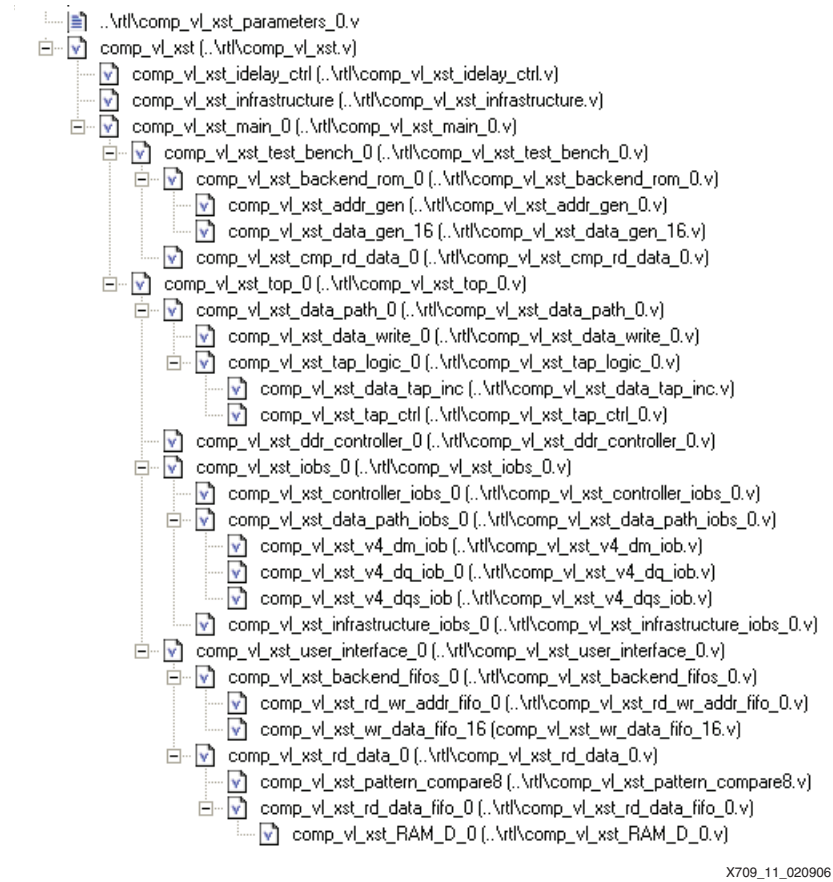 ..\rtl\comp_vl_xst_parameters_0.v
comp_vl_xst (..\rtl\comp_vl_xst.v)
comp_vl_xst_idelay_ctrl (..\rtl\comp_vl_xst_idelay_ctrl.v)
comp_vl_xst_infrastructure (..\rtl\comp_vl_xst_infrastructure.v)
comp_vl_xst_main_0 (..\rtl\comp_vl_xst_main_0.v)
comp_vl_xst_test_bench_0 (..\rtl\comp_vl_xst_test_bench_0.v)
comp_vl_xst_backend_rom_0 (..\rtl\comp_vl_xst_backend_rom_0.v)
comp_vl_xst_addr_gen (..\rtl\comp_vl_xst_addr_gen_0.v)
comp_vl_xst_data_gen_16 (..\rtl\comp_vl_xst_data_gen_16.v)
comp_vl_xst_cmp_rd_data_0 (..\rtl\comp_vl_xst_cmp_rd_data_0.v)
comp_vl_xst_top_0 (..\rtl\comp_vl_xst_top_0.v)
comp_vl_xst_data_path_0 (..\rtl\comp_vl_xst_data_path_0.v)
comp_vl_xst_data_write_0 (..\rtl\comp_vl_xst_data_write_0.v)
comp_vl_xst_tap_logic_0 (..\rtl\comp_vl_xst_tap_logic_0.v)
comp_vl_xst_data_tap_inc (..\rtl\comp_vl_xst_data_tap_inc.v)
comp_vl_xst_tap_ctrl (..\rtl\comp_vl_xst_tap_ctrl_0.v)
comp_vl_xst_ddr_controller_0 (..\rtl\comp_vl_xst_ddr_controller_0.v)
comp_vl_xst_iobs_0 (..\rtl\comp_vl_xst_iobs_0.v)
comp_vl_xst_controller_iobs_0 (..\rtl\comp_vl_xst_controller_iobs_0.v)
comp_vl_xst_data_path_iobs_0 (..\rtl\comp_vl_xst_data_path_iobs_0.v)
comp_vl_xst_v4_dm_iob (..\rtl\comp_vl_xst_v4_dm_iob.v)
comp_vl_xst_v4_dq_iob_0 (..\rtl\comp_vl_xst_v4_dq_iob.v)
comp_vl_xst_v4_dqs_iob (..\rtl\comp_vl_xst_v4_dqs_iob.v)
comp_vl_xst_infrastructure_iobs_0 (..\rtl\comp_vl_xst_infrastructure_iobs_0.v)
comp_vl_xst_user_interface_0 (..\rtl\comp_vl_xst_user_interface_0.v)
comp_vl_xst_backend_fifos_0 (..\rtl\comp_vl_xst_backend_fifos_0.v)
comp_vl_xst_rd_wr_addr_fifo_0 (..\rtl\comp_vl_xst_rd_wr_addr_fifo_0.v)
comp_vl_xst_wr_data_fifo_16 (comp_vl_xst_wr_data_fifo_16.v)
comp_vl_xst_rd_data_0 (..\rtl\comp_vl_xst_rd_data_0.v)
comp_vl_xst_pattern_compare8 (..\rtl\comp_vl_xst_pattern_compare8.v)
comp_vl_xst_rd_data_fifo_0 (..\rtl\comp_vl_xst_rd_data_fifo_0.v)
comp_vl_xst_RAM_D_0 (..\rtl\comp_vl_xst_RAM_D_0.v)
X709_11_020906